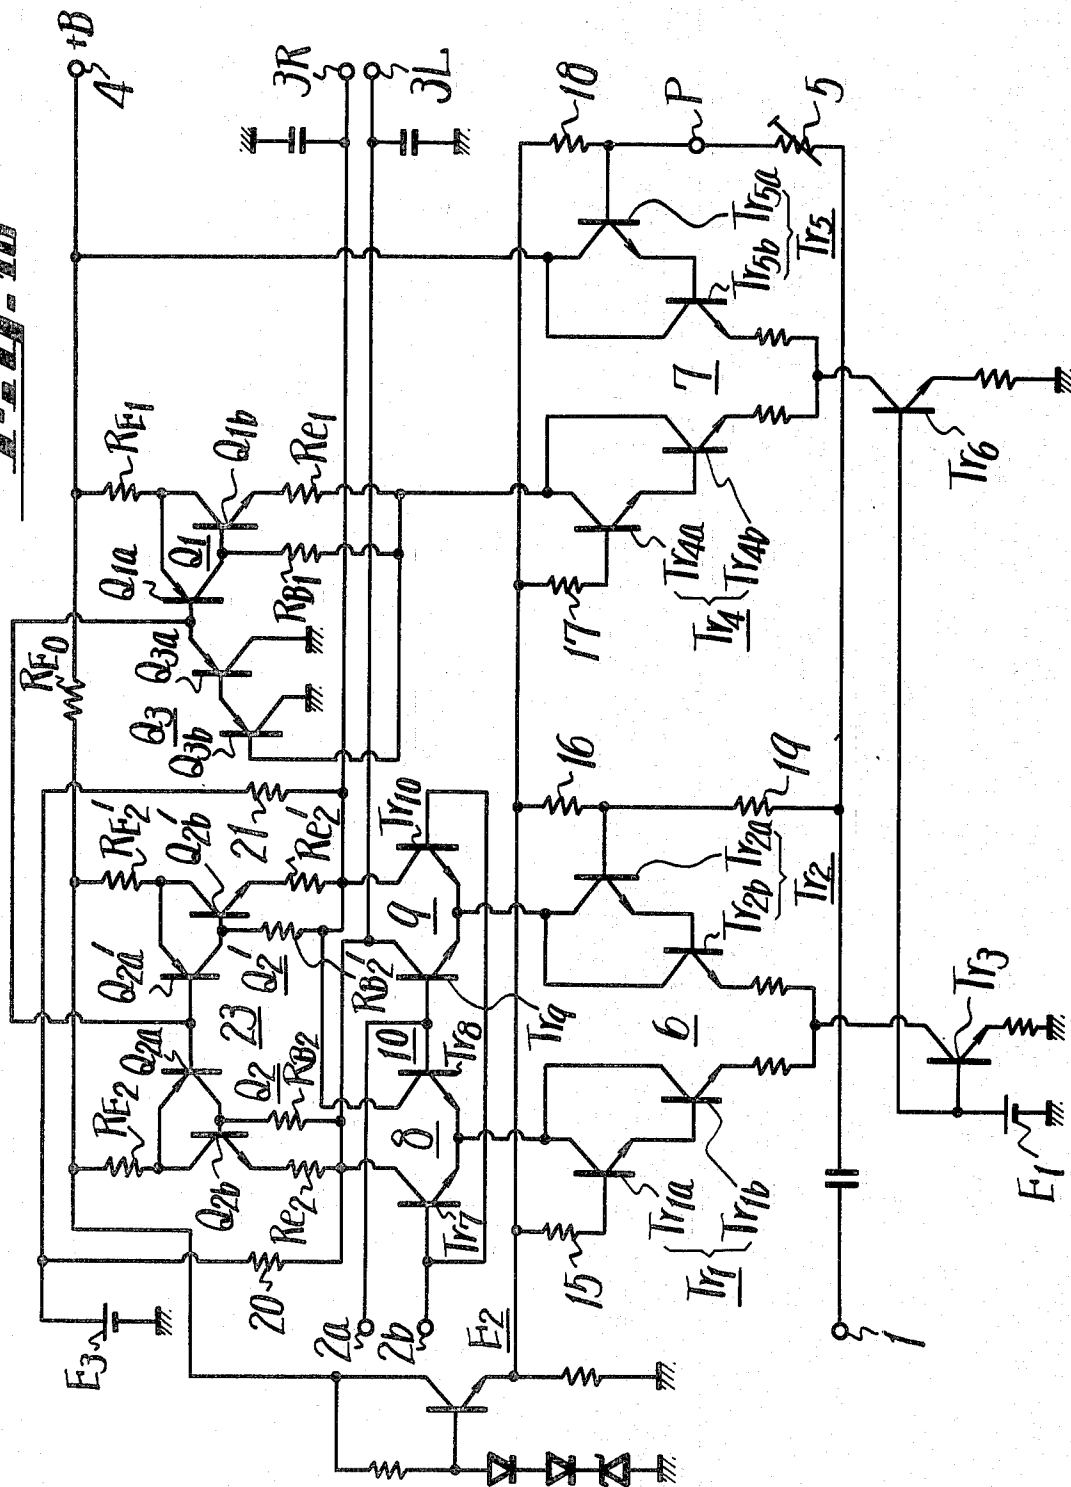 +B
4
3R
3L
18
P
5
Tr5a
Tr5b
Tr5
7
RE1
Q1b
Re1
Q1a
Q1
RB1
Q3a
Q3
Q3b
RE0
Tr4a
Tr4b
Tr4
17
Tr6
16
19
RE2'
Q2b'
21
Re2'
Tr10
9
Q2a'
Q2'
RB2'
Tr9
23
10
Tr8
Q2a
RE2
Q2
RB2
Q2b
Re2
8
Tr7
Tr2a
Tr2b
Tr2
6
Tr3
Tr1a
Tr1b
Tr1
15
E1
E3
20
2a
2b
E2
1